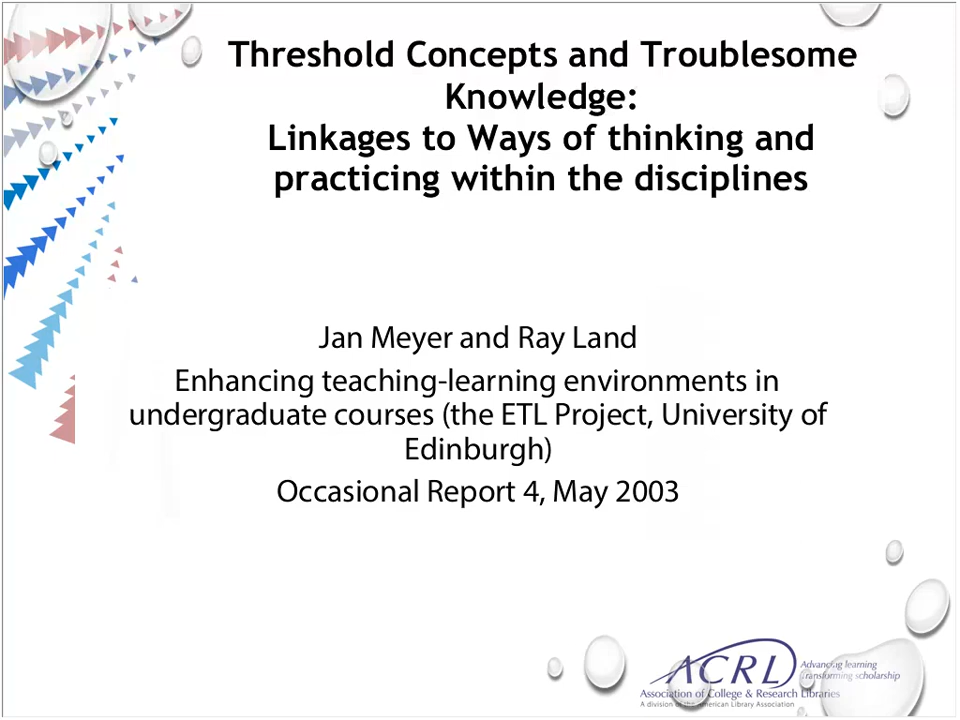 Threshold Concepts and Troublesome
Knowledge:
Linkages to Ways of thinking and
practicing within the disciplines
Jan Meyer and Ray Land
Enhancing teaching-learning environments in
undergraduate courses (the ETL Project, University of
Edinburgh)
Occasional Report 4, May 2003
ACRL
Advancing learning
Transforming scholarship
Association of College & Research Libraries
A division of the American Library Association